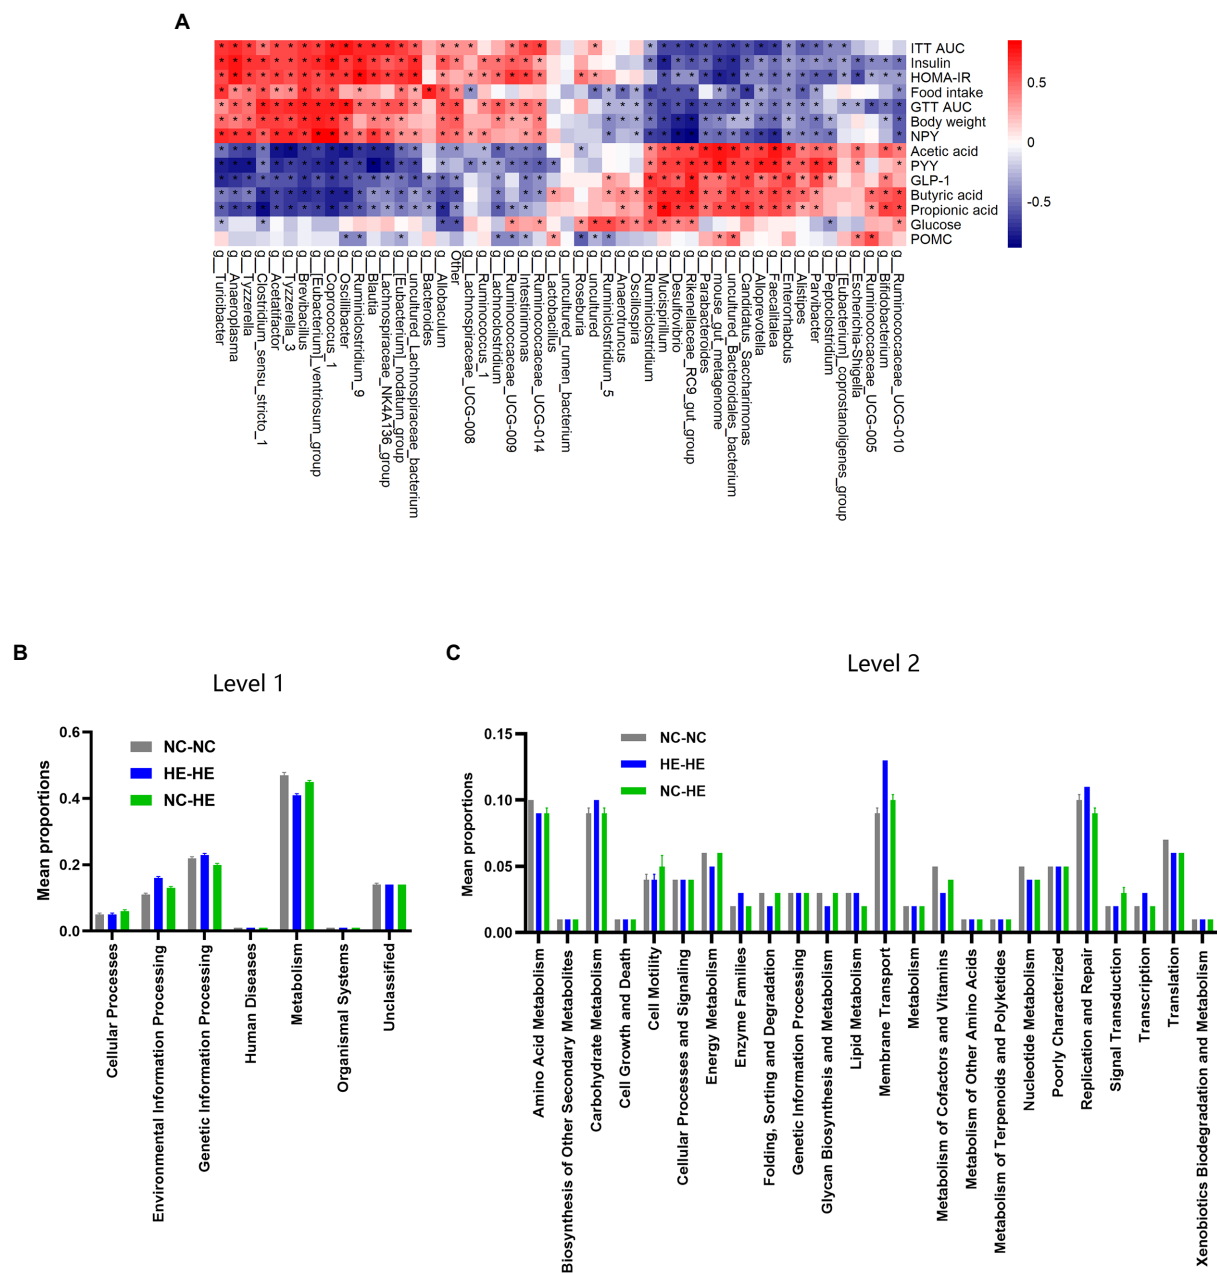 A
ITT AUC
Insulin
HOMA-IR
Food intake
GTT AUC
Body weight
NPY
Acetic acid
PYY
GLP-1
Butyric acid
Propionic acid
Glucose
POMC
0.5
0
-0.5
g__Turicibacter
g__Anaeroplasma
g__Tyzzerella
g__Clostridium_sensu_stricto_1
g__Acetatifactor
g__Tyzzerella_3
g__Brevibacillus
g__[Eubacterium]_ventriosum_group
g__Coprococcus_1
g__Oscillibacter
g__Ruminiclostridium_9
g__Blautia
g__Lachnospiraceae_NK4A136_group
g__[Eubacterium]_nodatum_group
g__uncultured_Lachnospiraceae_bacterium
g__Bacteroides
g__Allobaculum
Other
g__Lachnospiraceae_UCG-008
g__Ruminococcus_1
g__Lachnoclostridium
g__Ruminococcaceae_UCG-009
g__Intestinimonas
g__Ruminococcaceae_UCG-014
g__Lactobacillus
g__uncultured_rumen_bacterium
g__Roseburia
g__uncultured
g__Ruminiclostridium_5
g__Anaerotruncus
g__Oscillospira
g__Ruminiclostridium
g__Mucispirillum
g__Desulfovibrio
g__Rikenellaceae_RC9_gut_group
g__Parabacteroides
g__mouse_gut_metagenome
g__uncultured_Bacteroidales_bacterium
g__Candidatus_Saccharimonas
g__Alloprevotella
g__Faecalitalea
g__Enterorhabdus
g__Alistipes
g__Parvibacter
g__Peptoclostridium
g__[Eubacterium]_coprostanoligenes_group
g__Escherichia-Shigella
g__Ruminococcaceae_UCG-005
g__Bifidobacterium
g__Ruminococcaceae_UCG-010
B
Level 1
Mean proportions
0.6
0.4
0.2
0.0
NC-NC
HE-HE
NC-HE
Cellular Processes
Environmental Information Processing
Genetic Information Processing
Human Diseases
Metabolism
Organismal Systems
Unclassified
C
Level 2
Mean proportions
0.15
0.10
0.05
0.00
NC-NC
HE-HE
NC-HE
Amino Acid Metabolism
Biosynthesis of Other Secondary Metabolites
Carbohydrate Metabolism
Cell Growth and Death
Cell Motility
Cellular Processes and Signaling
Energy Metabolism
Enzyme Families
Folding, Sorting and Degradation
Genetic Information Processing
Glycan Biosynthesis and Metabolism
Lipid Metabolism
Membrane Transport
Metabolism
Metabolism of Cofactors and Vitamins
Metabolism of Other Amino Acids
Metabolism of Terpenoids and Polyketides
Nucleotide Metabolism
Poorly Characterized
Replication and Repair
Signal Transduction
Transcription
Translation
Xenobiotics Biodegradation and Metabolism